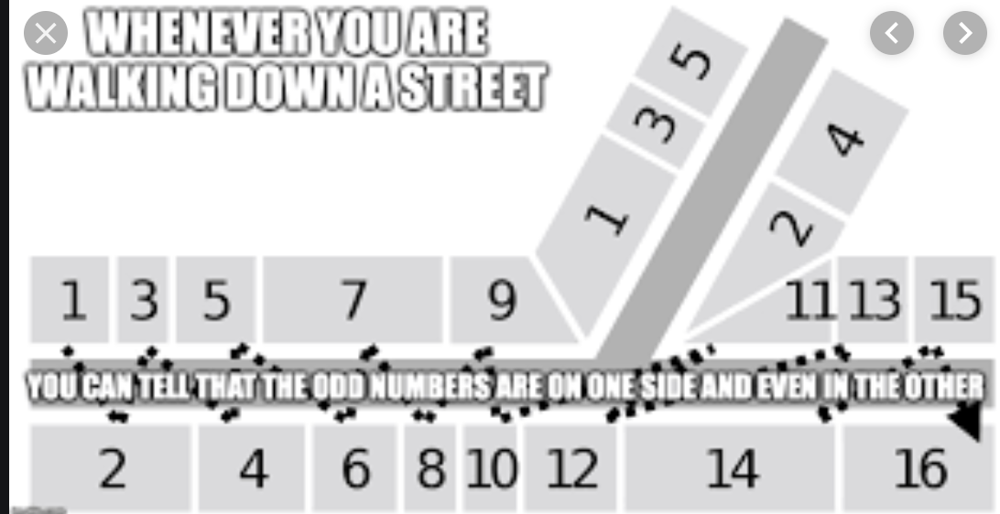 WHENEVER YOU ARE
WALKING DOWN A STREET
5
3
4
1
2
1 3 5 7 9 11 13 15
YOU CAN TELL THAT THE ODD NUMBERS ARE ON ONE SIDE AND EVEN IN THE OTHER
2 4 6 8 10 12 14 16